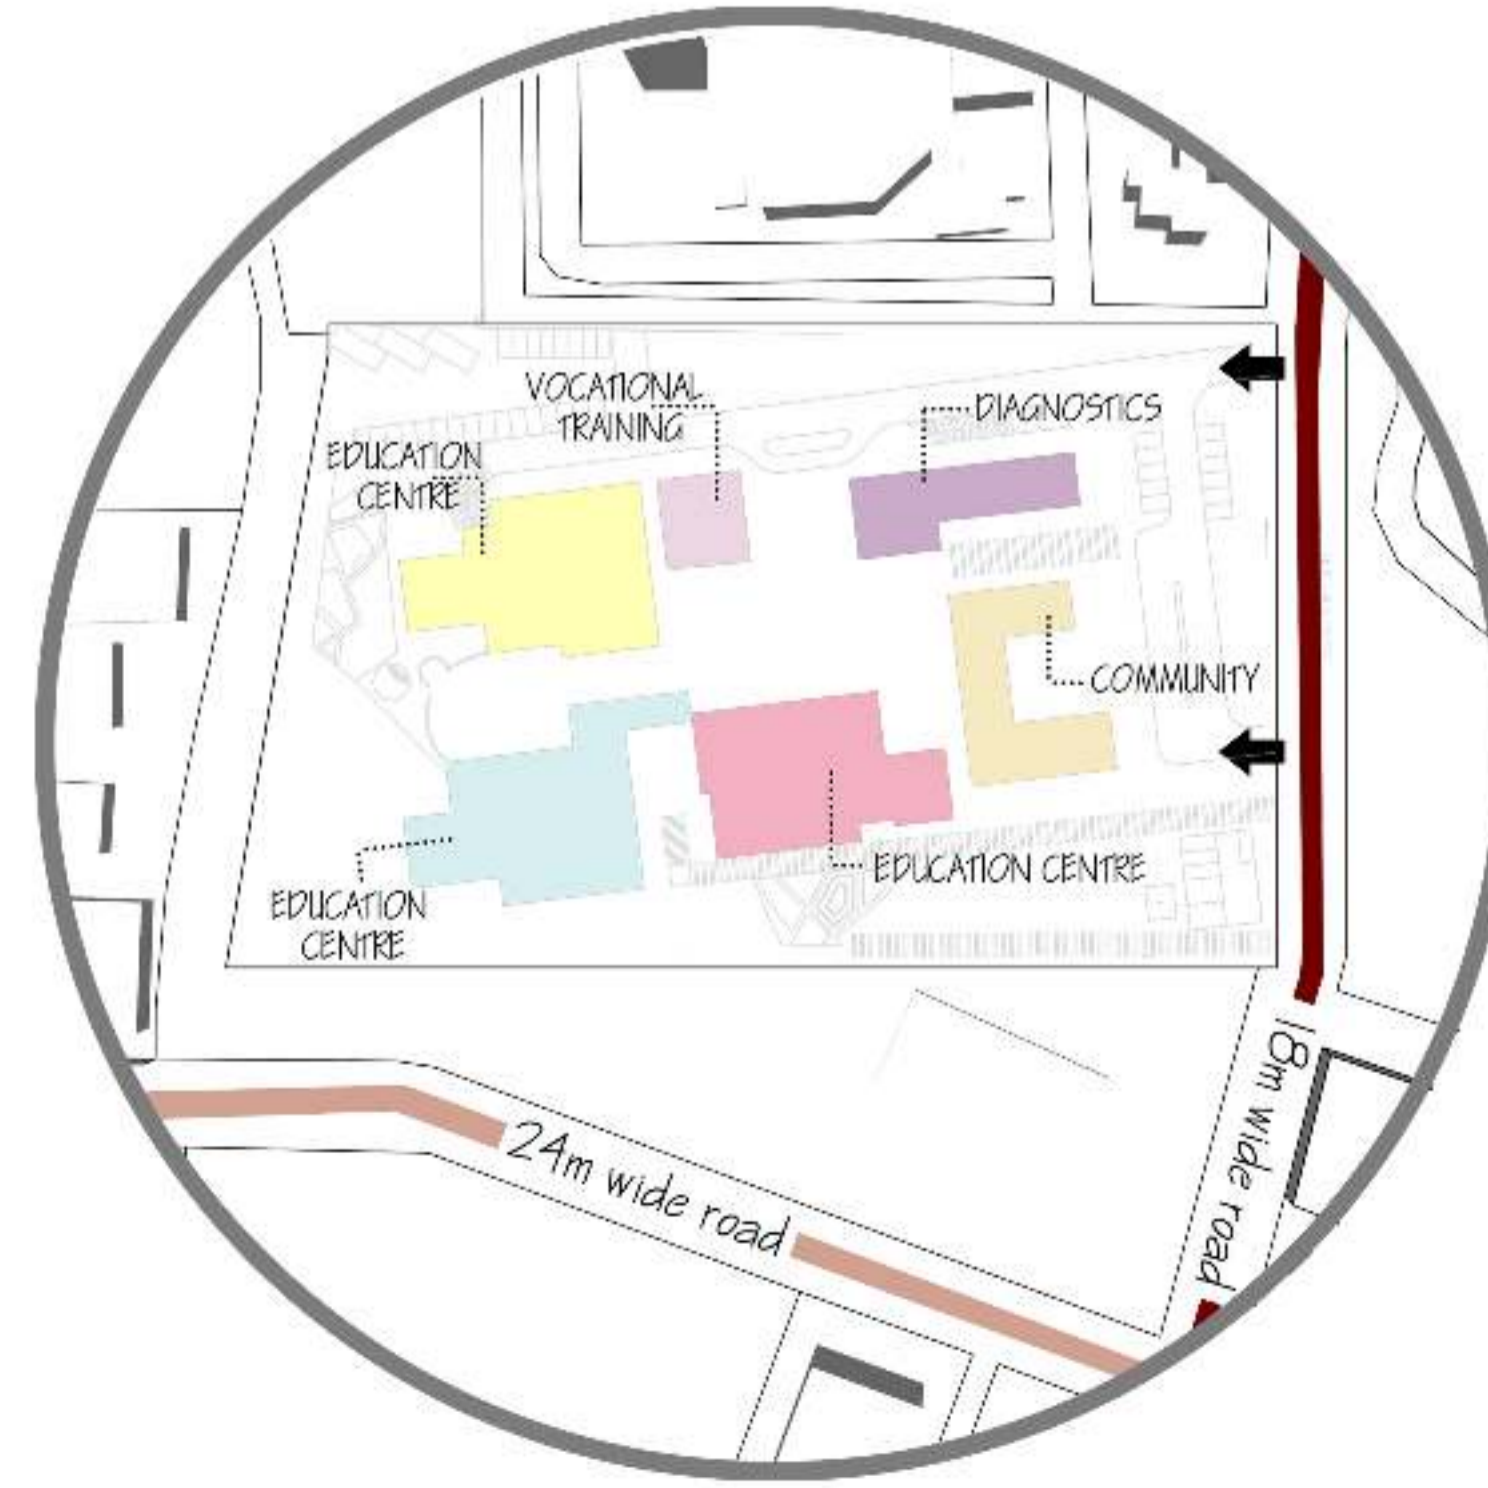 VOCATIONAL
TRAINING
DIAGNOSTICS
EDUCATION
CENTRE
COMMUNITY
EDUCATION CENTRE
EDUCATION
CENTRE
18m wide road
24m wide road